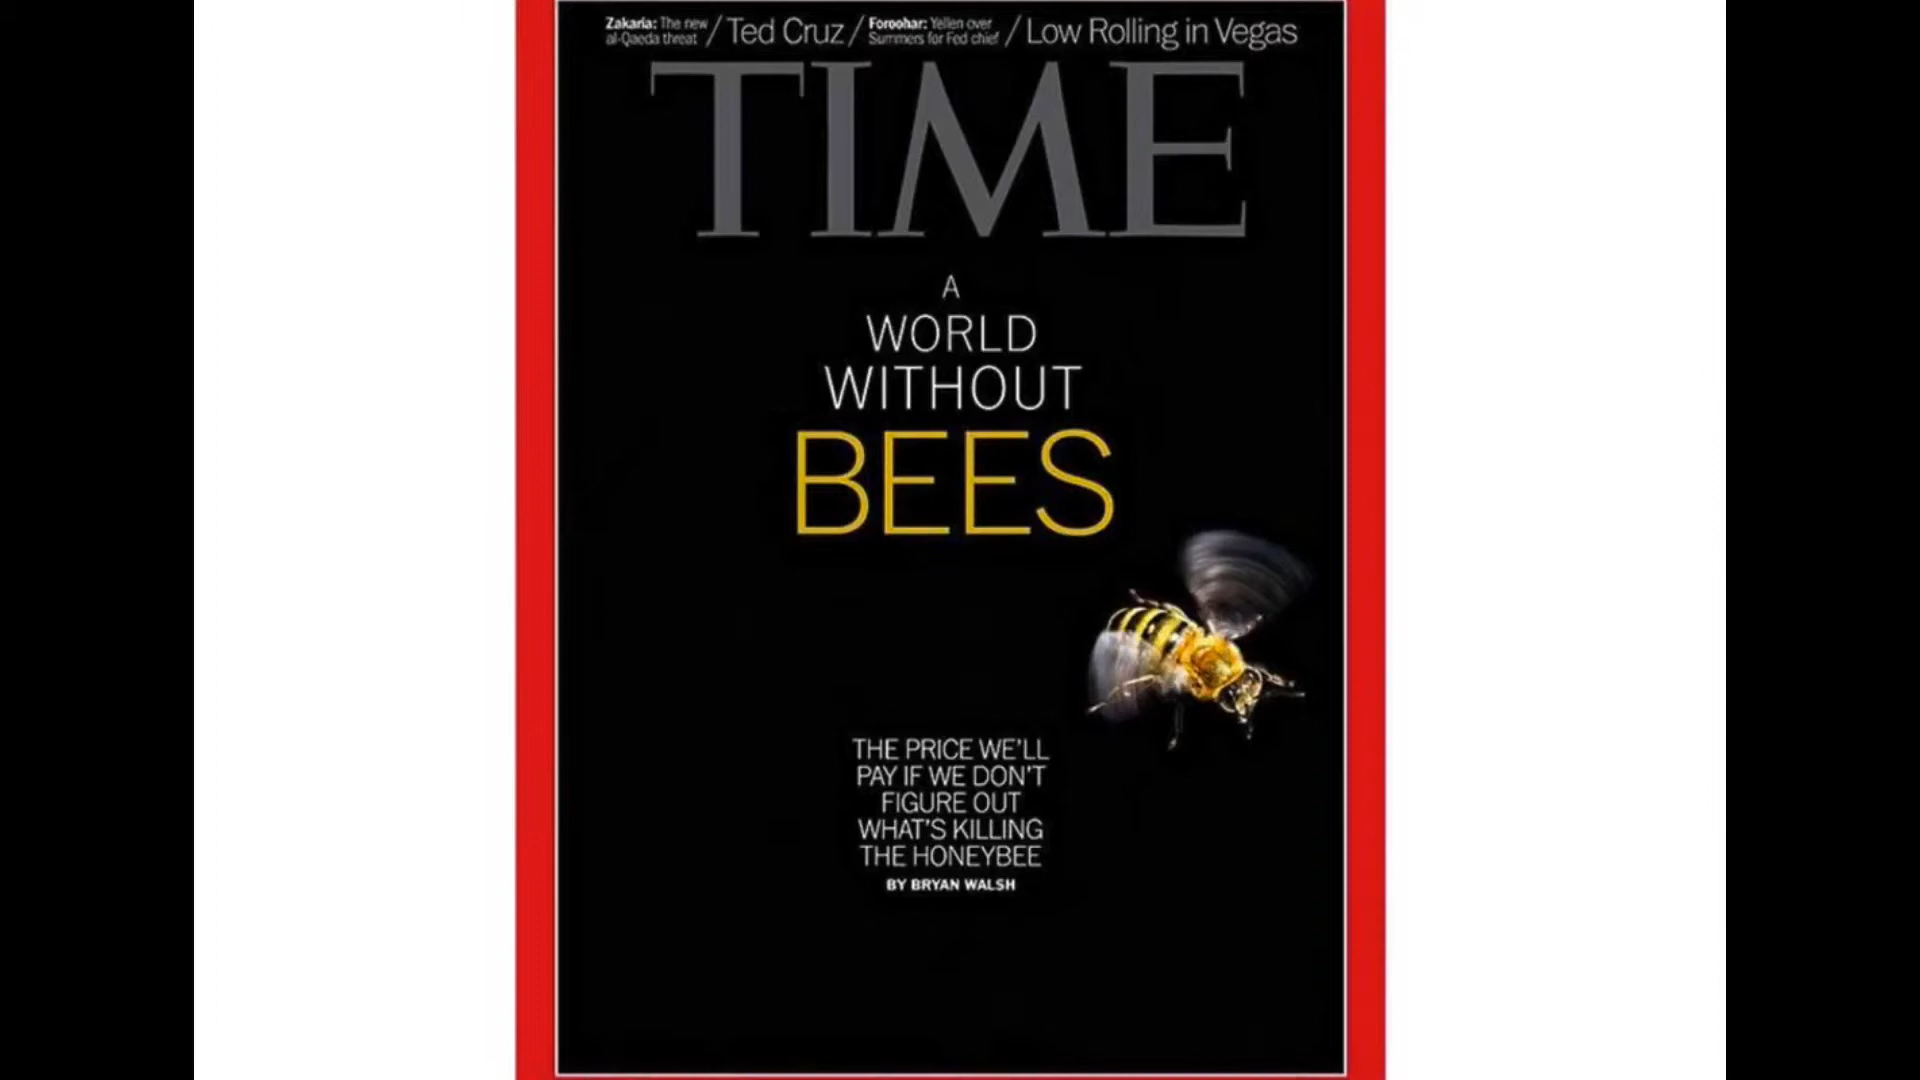 Zakaria: The new al-Qaeda threat / Ted Cruz / Foroohar: Yellen over Summers for Fed chief / Low Rolling in Vegas
TIME
A
WORLD
WITHOUT
BEES
THE PRICE WE'LL
PAY IF WE DON'T
FIGURE OUT
WHAT'S KILLING
THE HONEYBEE
BY BRYAN WALSH